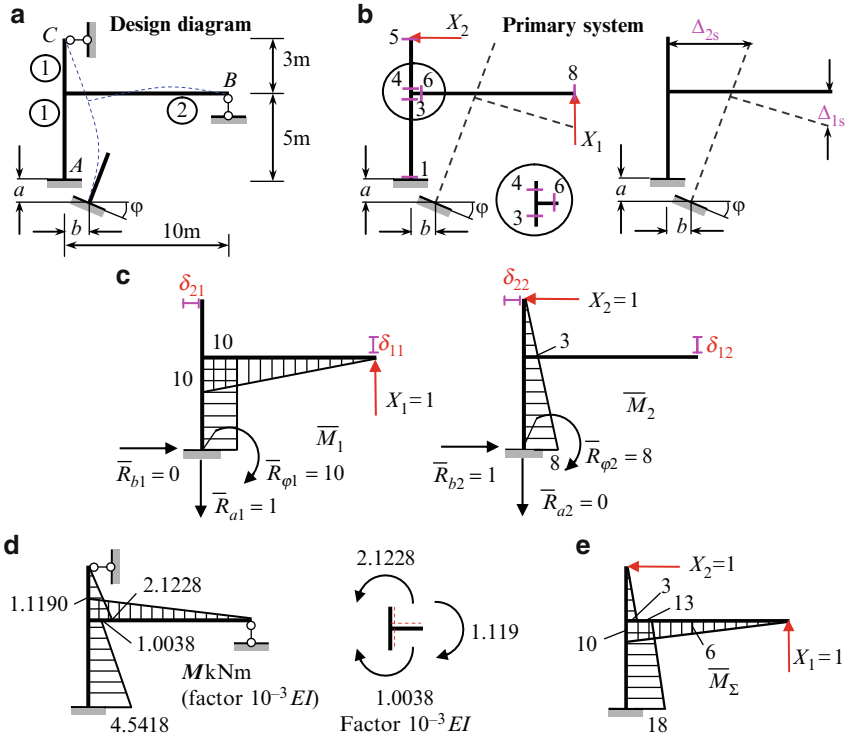 a
Design diagram
C
1
1
2
B
A
3m
5m
a
b
φ
10m
b
Primary system
5
X₂
4
6
3
8
X₁
1
a
b
φ
4
6
3
Δ₂ₛ
Δ₁ₛ
b
φ
c
δ₂₁
10
10
δ₁₁
X₁ = 1
M̅₁
R̅b1 = 0
R̅φ1 = 10
R̅a1 = 1
δ₂₂
X₂ = 1
3
δ₁₂
M̅₂
8
R̅b2 = 1
R̅φ2 = 8
R̅a2 = 0
d
1.1190
2.1228
1.0038
M kNm
(factor 10⁻³ EI)
4.5418
2.1228
1.119
1.0038
Factor 10⁻³ EI
e
X₂ = 1
3
13
10
6
M̅Σ
X₁ = 1
18